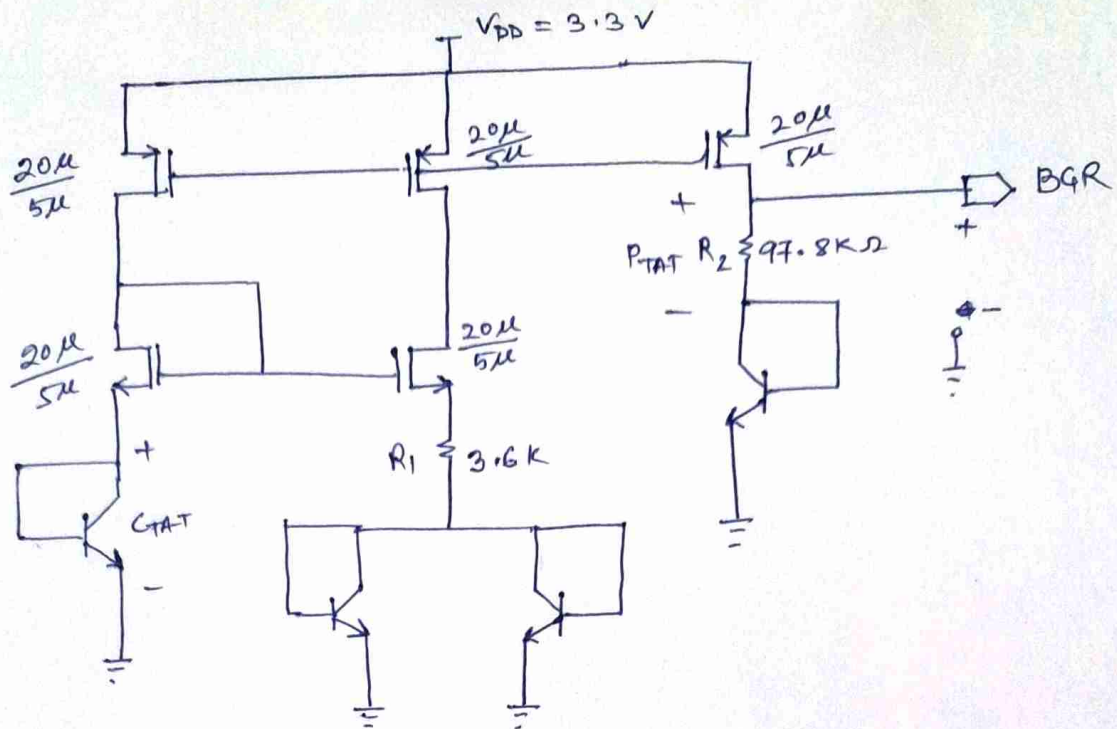 VDD = 3.3 V
20μ
5μ
20μ
5μ
20μ
5μ
BGR
+
+
PTAT R2 97.8KΩ
-
-
20μ
5μ
20μ
5μ
+
R1 3.6K
CTAT
-